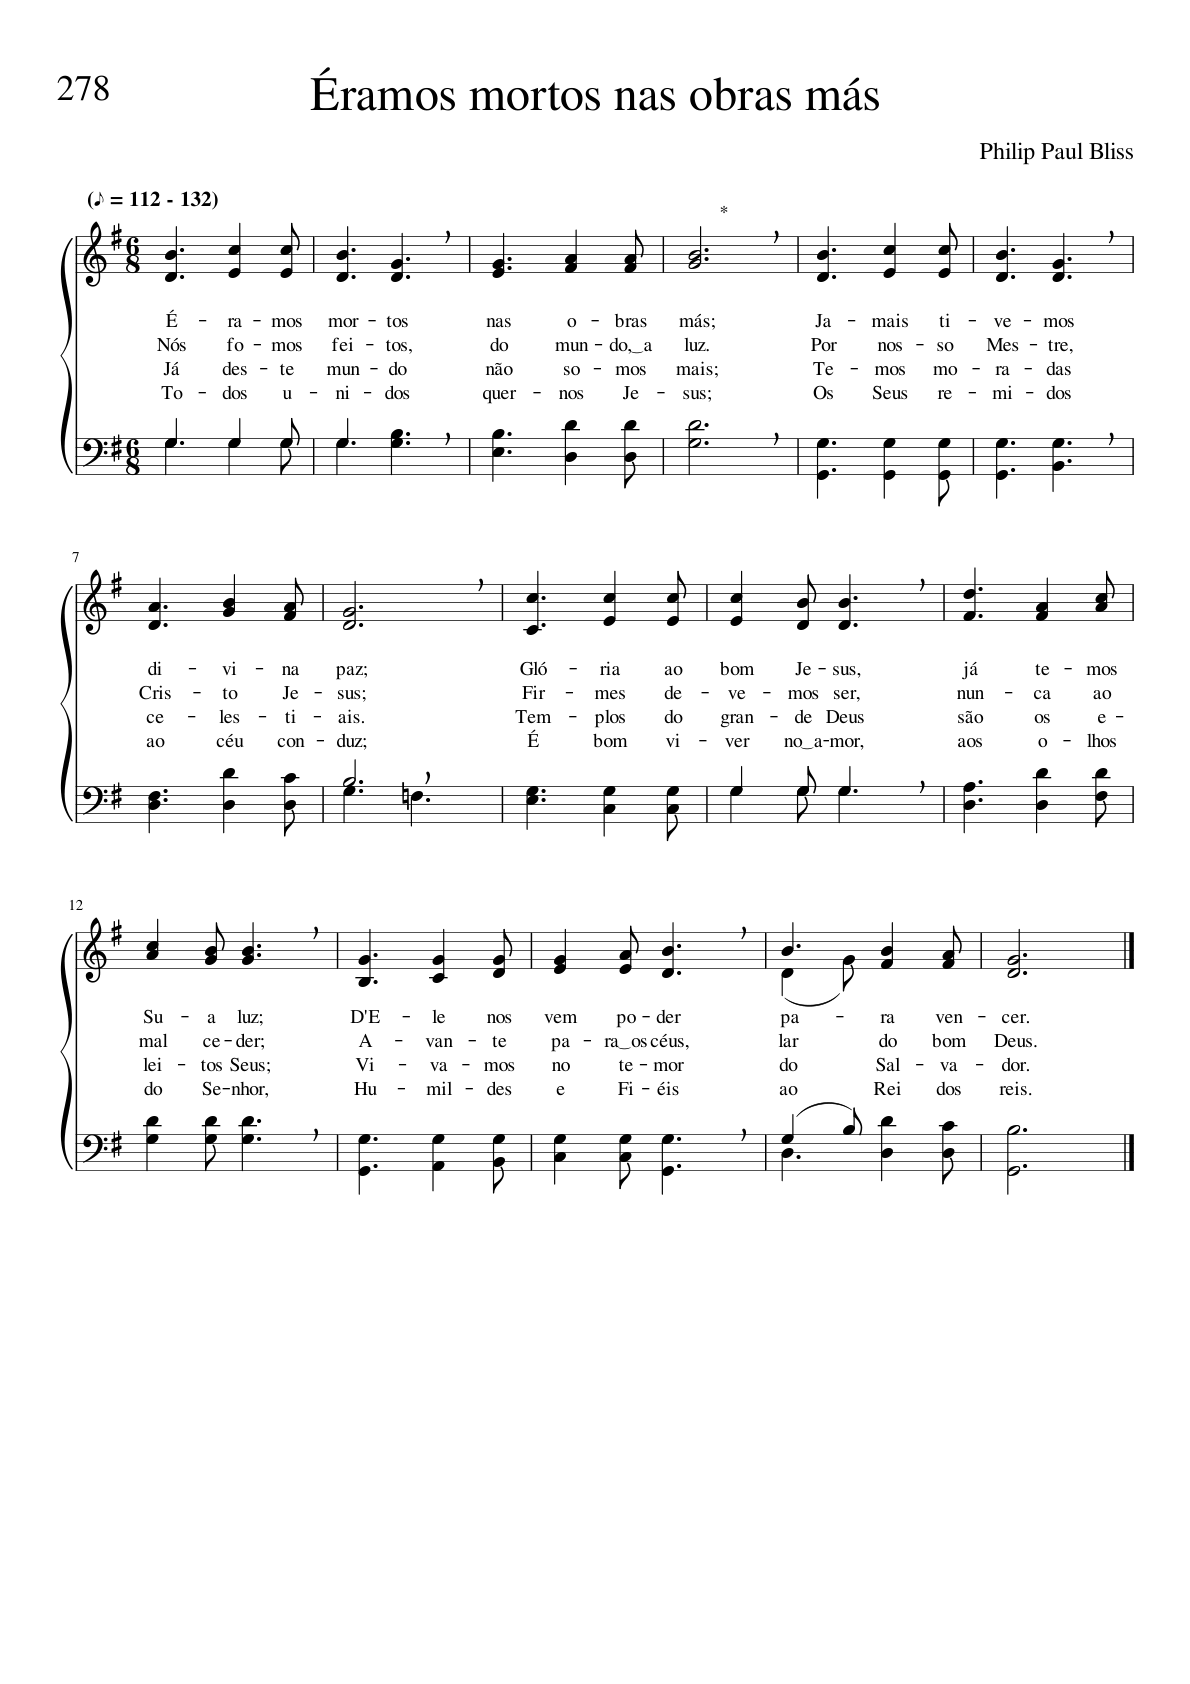 278
Éramos mortos nas obras más
Philip Paul Bliss
(♪ = 112 - 132)
*
É - ra - mos mor - tos nas o - bras más; Ja - mais ti - ve - mos
Nós fo - mos fei - tos, do mun - do,‿a luz. Por nos - so Mes - tre,
Já des - te mun - do não so - mos mais; Te - mos mo - ra - das
To - dos u - ni - dos quer - nos Je - sus; Os Seus re - mi - dos
7
di - vi - na paz; Gló - ria ao bom Je - sus, já te - mos
Cris - to Je - sus; Fir - mes de - ve - mos ser, nun - ca ao
ce - les - ti - ais. Tem - plos do gran - de Deus são os e -
ao céu con - duz; É bom vi - ver no‿a - mor, aos o - lhos
12
Su - a luz; D'E - le nos vem po - der pa - ra ven - cer.
mal ce - der; A - van - te pa - ra‿os céus, lar do bom Deus.
lei - tos Seus; Vi - va - mos no te - mor do Sal - va - dor.
do Se - nhor, Hu - mil - des e Fi - éis ao Rei dos reis.